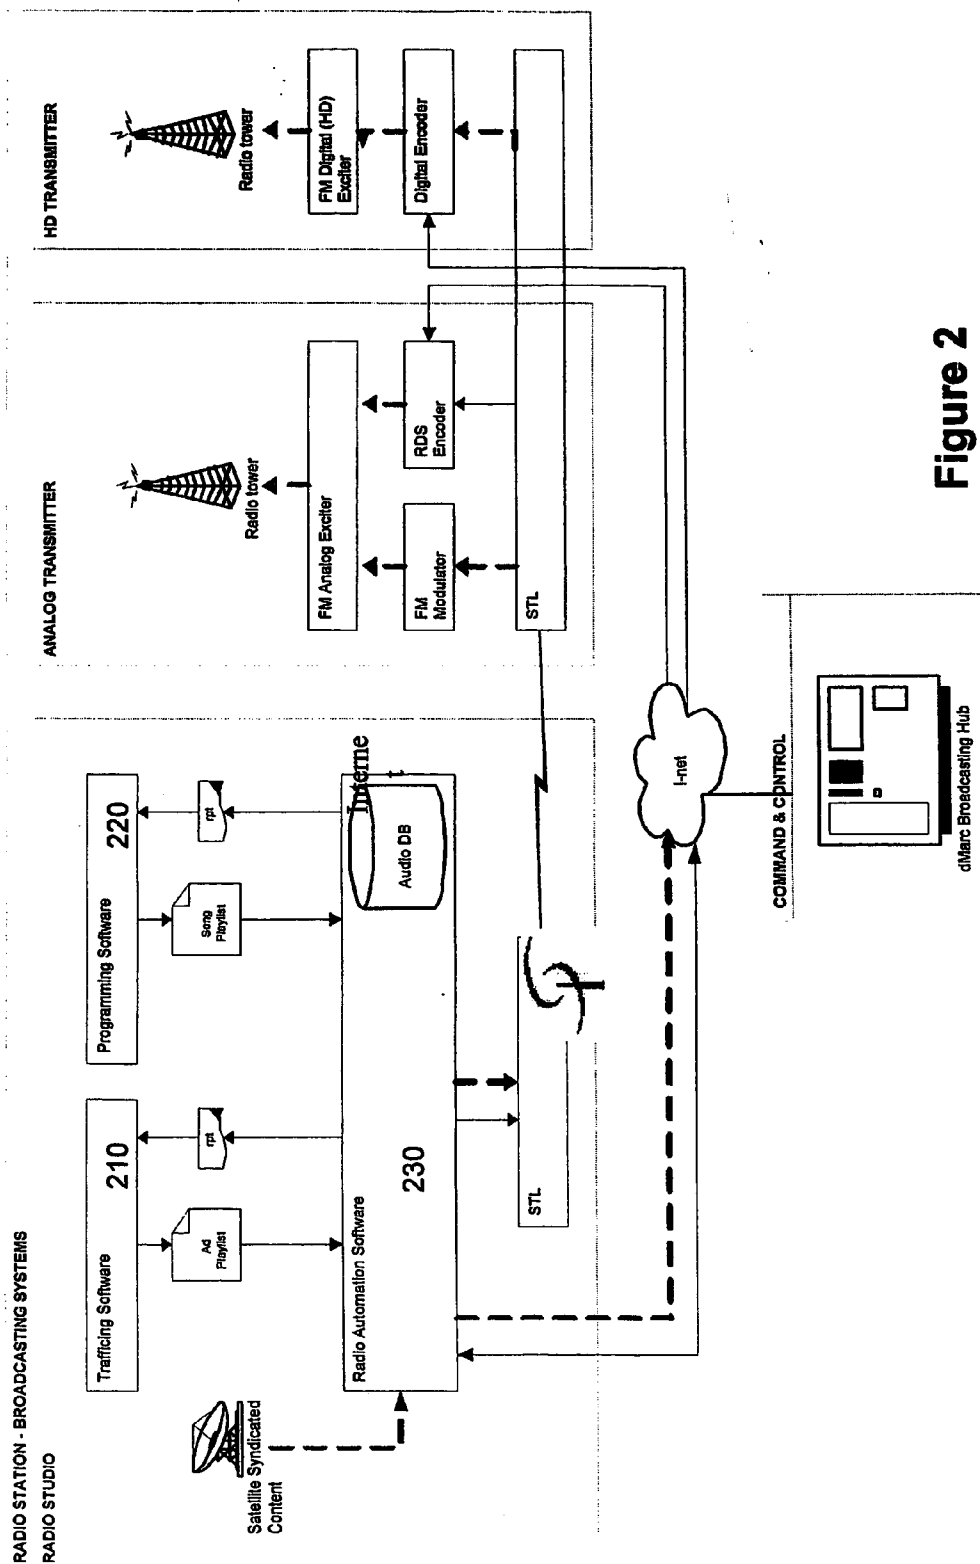 RADIO STATION - BROADCASTING SYSTEMS
RADIO STUDIO
Trafficing Software
210
Ad
Playlist
rpt
Programming Software
220
Song
Playlist
rpt
Satellite Syndicated
Content
Radio Automation Software
230
Interne
t
Audio DB
STL
ANALOG TRANSMITTER
Radio tower
FM Analog Exciter
FM
Modulator
RDS
Encoder
STL
HD TRANSMITTER
Radio tower
FM Digital (HD)
Exciter
Digital Encoder
I-net
COMMAND & CONTROL
dMarc Broadcasting Hub
Figure 2